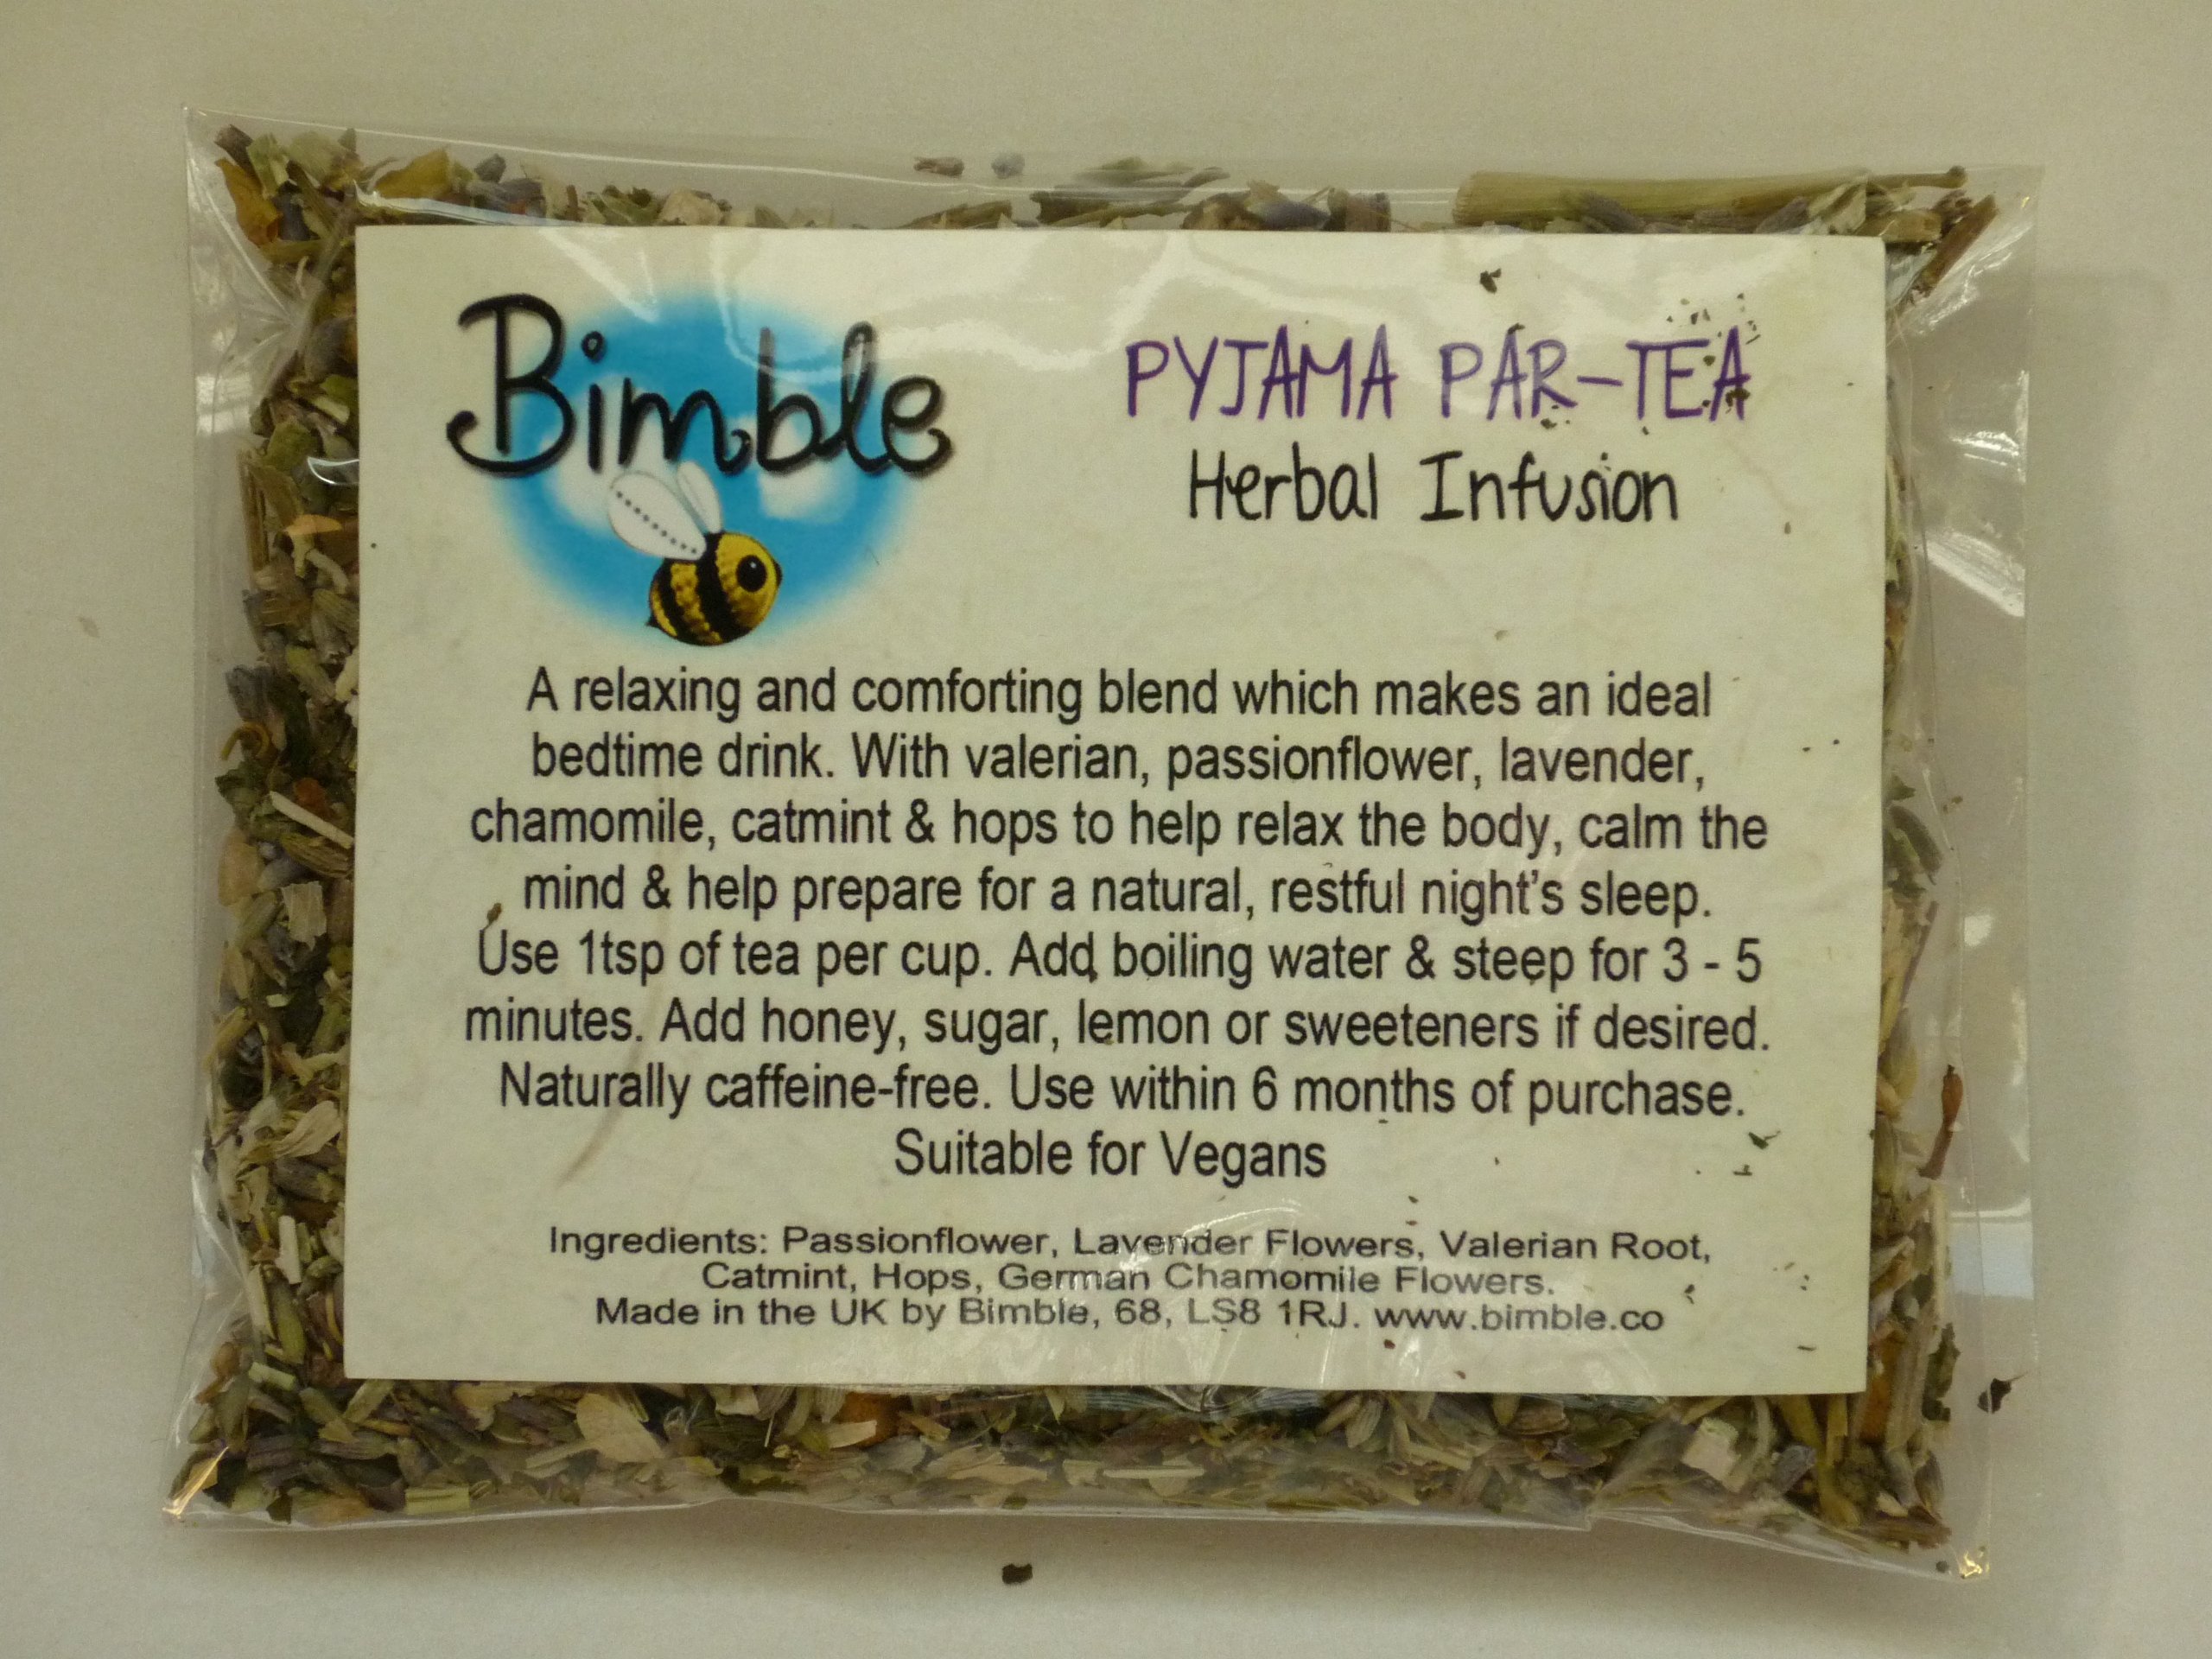 Bimble
PYJAMA PAR-TEA
Herbal Infusion
A relaxing and comforting blend which makes an ideal
bedtime drink. With valerian, passionflower, lavender,
chamomile, catmint & hops to help relax the body, calm the
mind & help prepare for a natural, restful night's sleep.
Use 1tsp of tea per cup. Add boiling water & steep for 3 - 5
minutes. Add honey, sugar, lemon or sweeteners if desired.
Naturally caffeine-free. Use within 6 months of purchase.
Suitable for Vegans
Ingredients: Passionflower, Lavender Flowers, Valerian Root,
Catmint, Hops, German Chamomile Flowers.
Made in the UK by Bimble, 68, LS8 1RJ. www.bimble.co